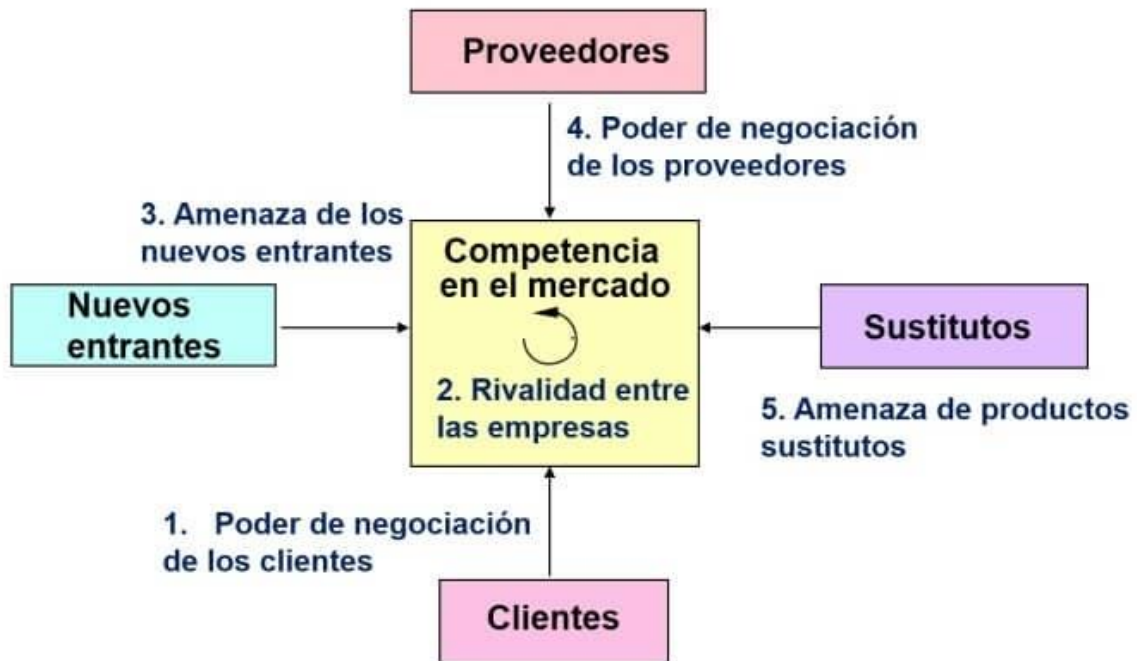 Proveedores
4. Poder de negociación
de los proveedores
3. Amenaza de los
nuevos entrantes
Competencia
en el mercado
Nuevos
entrantes
Sustitutos
2. Rivalidad entre
las empresas
5. Amenaza de productos
sustitutos
1. Poder de negociación
de los clientes
Clientes